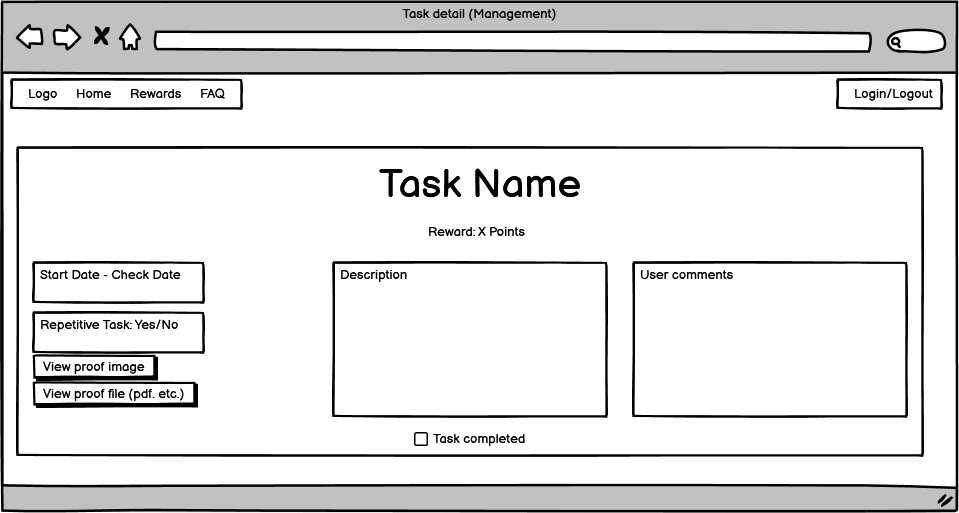 Task detail (Management)
Logo Home Rewards FAQ
Login/Logout
Task Name
Reward: X Points
Start Date - Check Date
Repetitive Task: Yes/No
View proof image
View proof file (pdf. etc.)
Description
User comments
Task completed